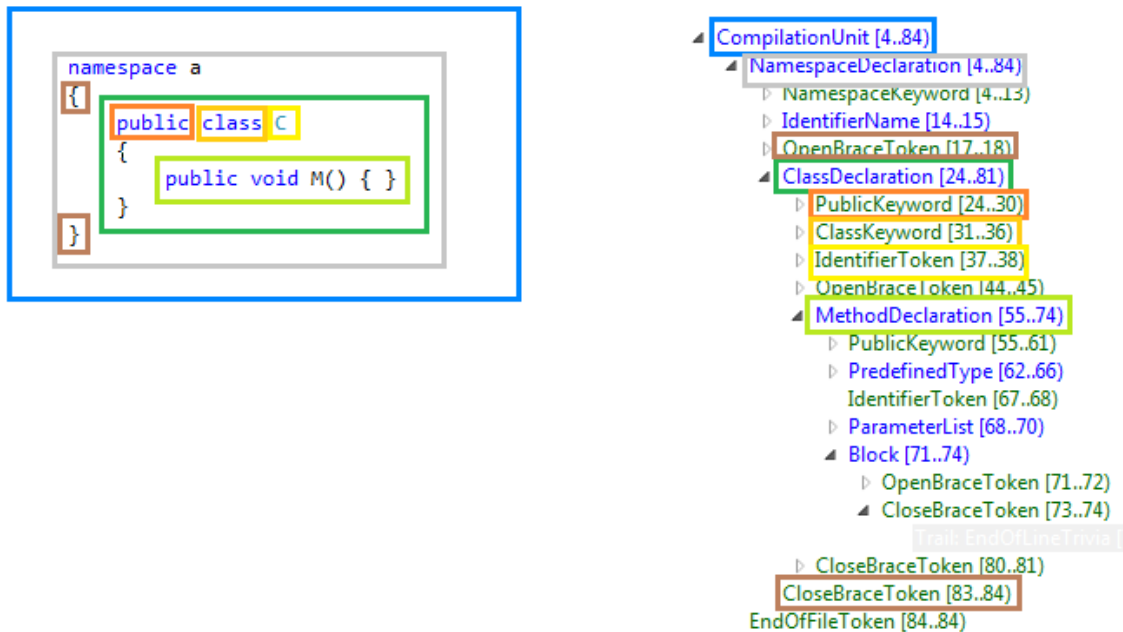 namespace a
{
public class C
{
public void M() { }
}
}
CompilationUnit [4..84)
NamespaceDeclaration [4..84)
NamespaceKeyword [4..13)
IdentifierName [14..15)
OpenBraceToken [17..18)
ClassDeclaration [24..81)
PublicKeyword [24..30)
ClassKeyword [31..36)
IdentifierToken [37..38)
OpenBraceToken [44..45)
MethodDeclaration [55..74)
PublicKeyword [55..61)
PredefinedType [62..66)
IdentifierToken [67..68)
ParameterList [68..70)
Block [71..74)
OpenBraceToken [71..72)
CloseBraceToken [73..74)
Trail: EndOfLineTrivia [
CloseBraceToken [80..81)
CloseBraceToken [83..84)
EndOfFileToken [84..84)